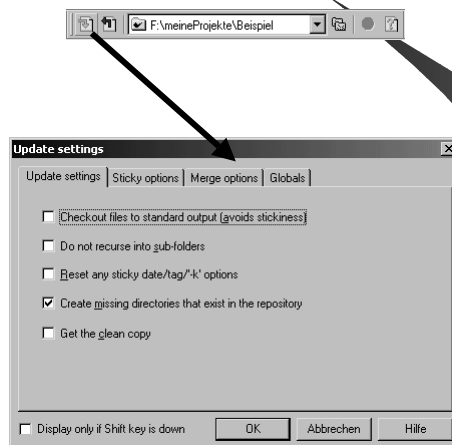 F:\meineProjekte\Beispiel
Update settings
Update settings Sticky options Merge options Globals
Checkout files to standard output (avoids stickiness)
Do not recurse into sub-folders
Reset any sticky date/tag/'-k' options
Create missing directories that exist in the repository
Get the clean copy
Display only if Shift key is down OK Abbrechen Hilfe